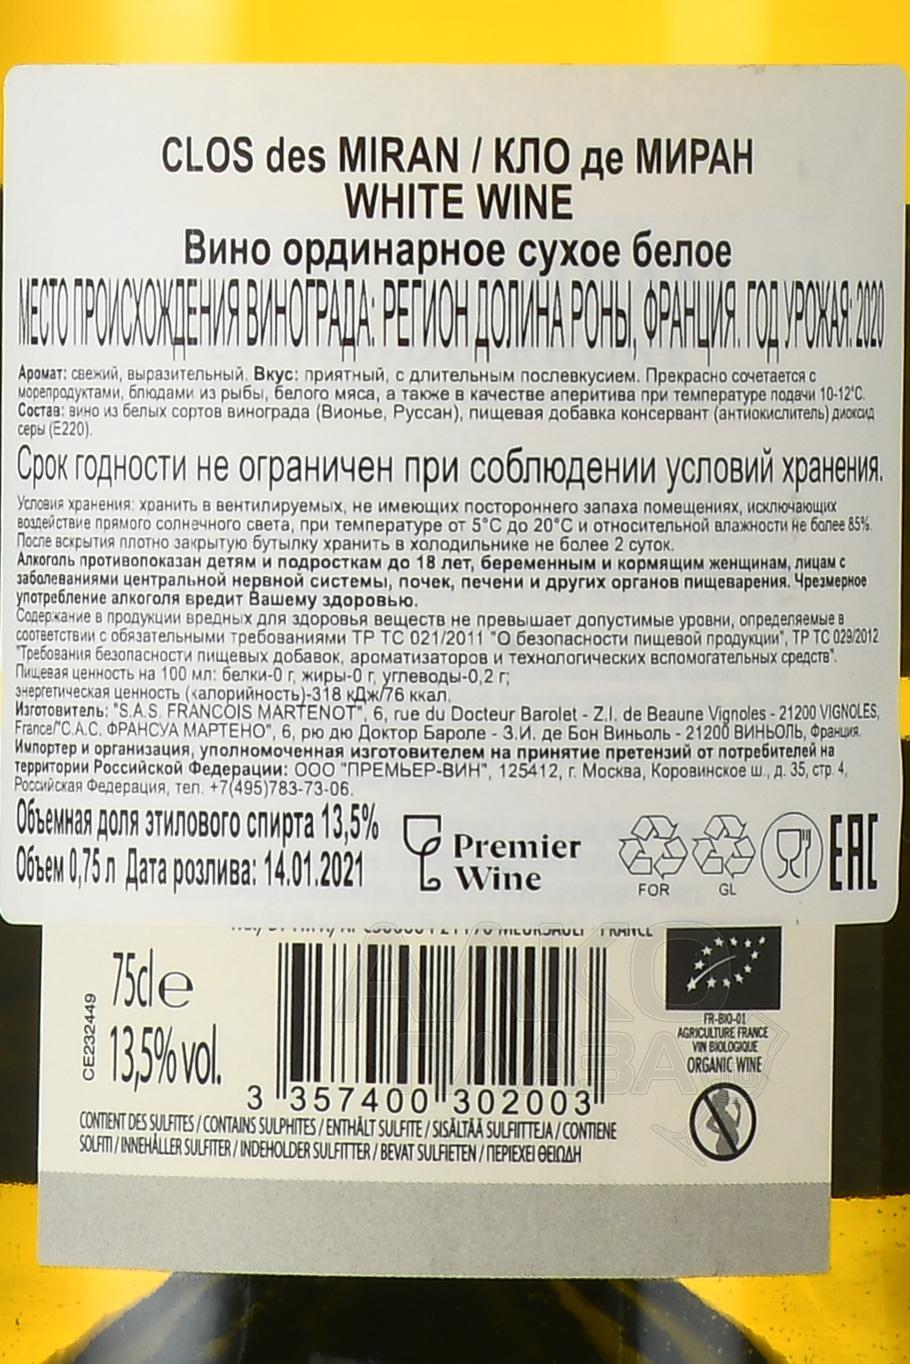 CLOS des MIRAN / КЛО де МИРАН
WHITE WINE
Вино ординарное сухое белое
МЕСТО ПРОИСХОЖДЕНИЯ ВИНОГРАДА: РЕГИОН ДОЛИНА РОНЫ, ФРАНЦИЯ. ГОД УРОЖАЯ: 2020
Аромат: свежий, выразительный. Вкус: приятный, с длительным послевкусием. Прекрасно сочетается с
морепродуктами, блюдами из рыбы, белого мяса, а также в качестве аперитива при температуре подачи 10-12°С.
Состав: вино из белых сортов винограда (Вионье, Руссан), пищевая добавка консервант (антиокислитель) диоксид
серы (Е220).
Срок годности не ограничен при соблюдении условий хранения.
Условия хранения: хранить в вентилируемых, не имеющих постороннего запаха помещениях, исключающих
воздействие прямого солнечного света, при температуре от 5°С до 20°С и относительной влажности не более 85%.
После вскрытия плотно закрытую бутылку хранить в холодильнике не более 2 суток.
Алкоголь противопоказан детям и подросткам до 18 лет, беременным и кормящим женщинам, лицам с
заболеваниями центральной нервной системы, почек, печени и других органов пищеварения. Чрезмерное
употребление алкоголя вредит Вашему здоровью.
Содержание в продукции вредных для здоровья веществ не превышает допустимые уровни, определяемые в
соответствии с обязательными требованиями ТР ТС 021/2011 "О безопасности пищевой продукции", ТР ТС 029/2012
"Требования безопасности пищевых добавок, ароматизаторов и технологических вспомогательных средств".
Пищевая ценность на 100 мл: белки-0 г, жиры-0 г, углеводы-0,2 г;
энергетическая ценность (калорийность)-318 кДж/76 ккал.
Изготовитель: "S.A.S. FRANCOIS MARTENOT", 6, rue du Docteur Barolet - Z.I. de Beaune Vignoles - 21200 VIGNOLES,
France/"С.А.С. ФРАНСУА МАРТЕНО", 6, рю дю Доктор Бароле - З.И. де Бон Виньоль - 21200 ВИНЬОЛЬ, Франция.
Импортер и организация, уполномоченная изготовителем на принятие претензий от потребителей на
территории Российской Федерации: ООО "ПРЕМЬЕР-ВИН", 125412, г. Москва, Коровинское ш., д. 35, стр. 4,
Российская Федерация, тел. +7(495)783-73-06.
Объемная доля этилового спирта 13,5%
Объем 0,75 л Дата розлива: 14.01.2021
Premier
Wine
FOR
GL
EAC
21190 MEURSAULT - FRANCE
75cl e
13,5% vol.
CE232449
3 357400 302003
FR-BIO-01
AGRICULTURE FRANCE
VIN BIOLOGIQUE
ORGANIC WINE
CONTIENT DES SULFITES / CONTAINS SULPHITES / ENTHÄLT SULFITE / SISÄLTÄÄ SULFIITTEJA / CONTIENE
SOLFITI / INNEHÅLLER SULFITER / INDEHOLDER SULFITTER / BEVAT SULFIETEN / ΠΕΡΙΕΧΕΙ ΘΕΙΩΔΗ
АЛКО
ПЛАЗА